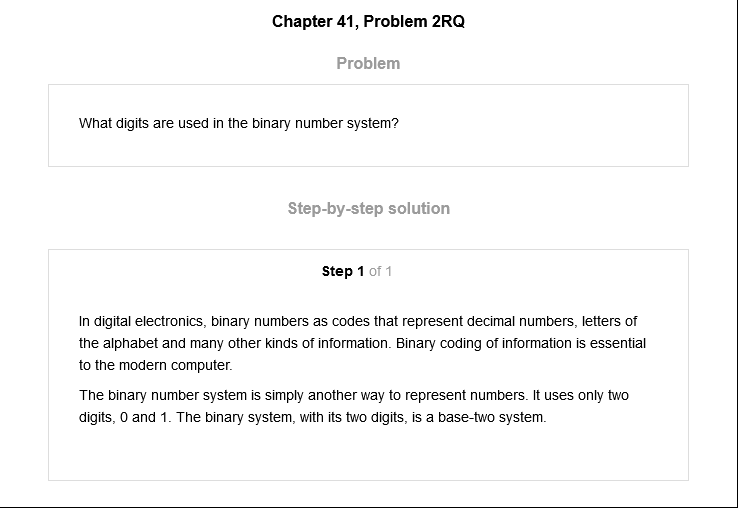 Chapter 41, Problem 2RQ
Problem
What digits are used in the binary number system?
Step-by-step solution
Step 1 of 1
In digital electronics, binary numbers as codes that represent decimal numbers, letters of
the alphabet and many other kinds of information. Binary coding of information is essential
to the modern computer.
The binary number system is simply another way to represent numbers. It uses only two
digits, 0 and 1. The binary system, with its two digits, is a base-two system.